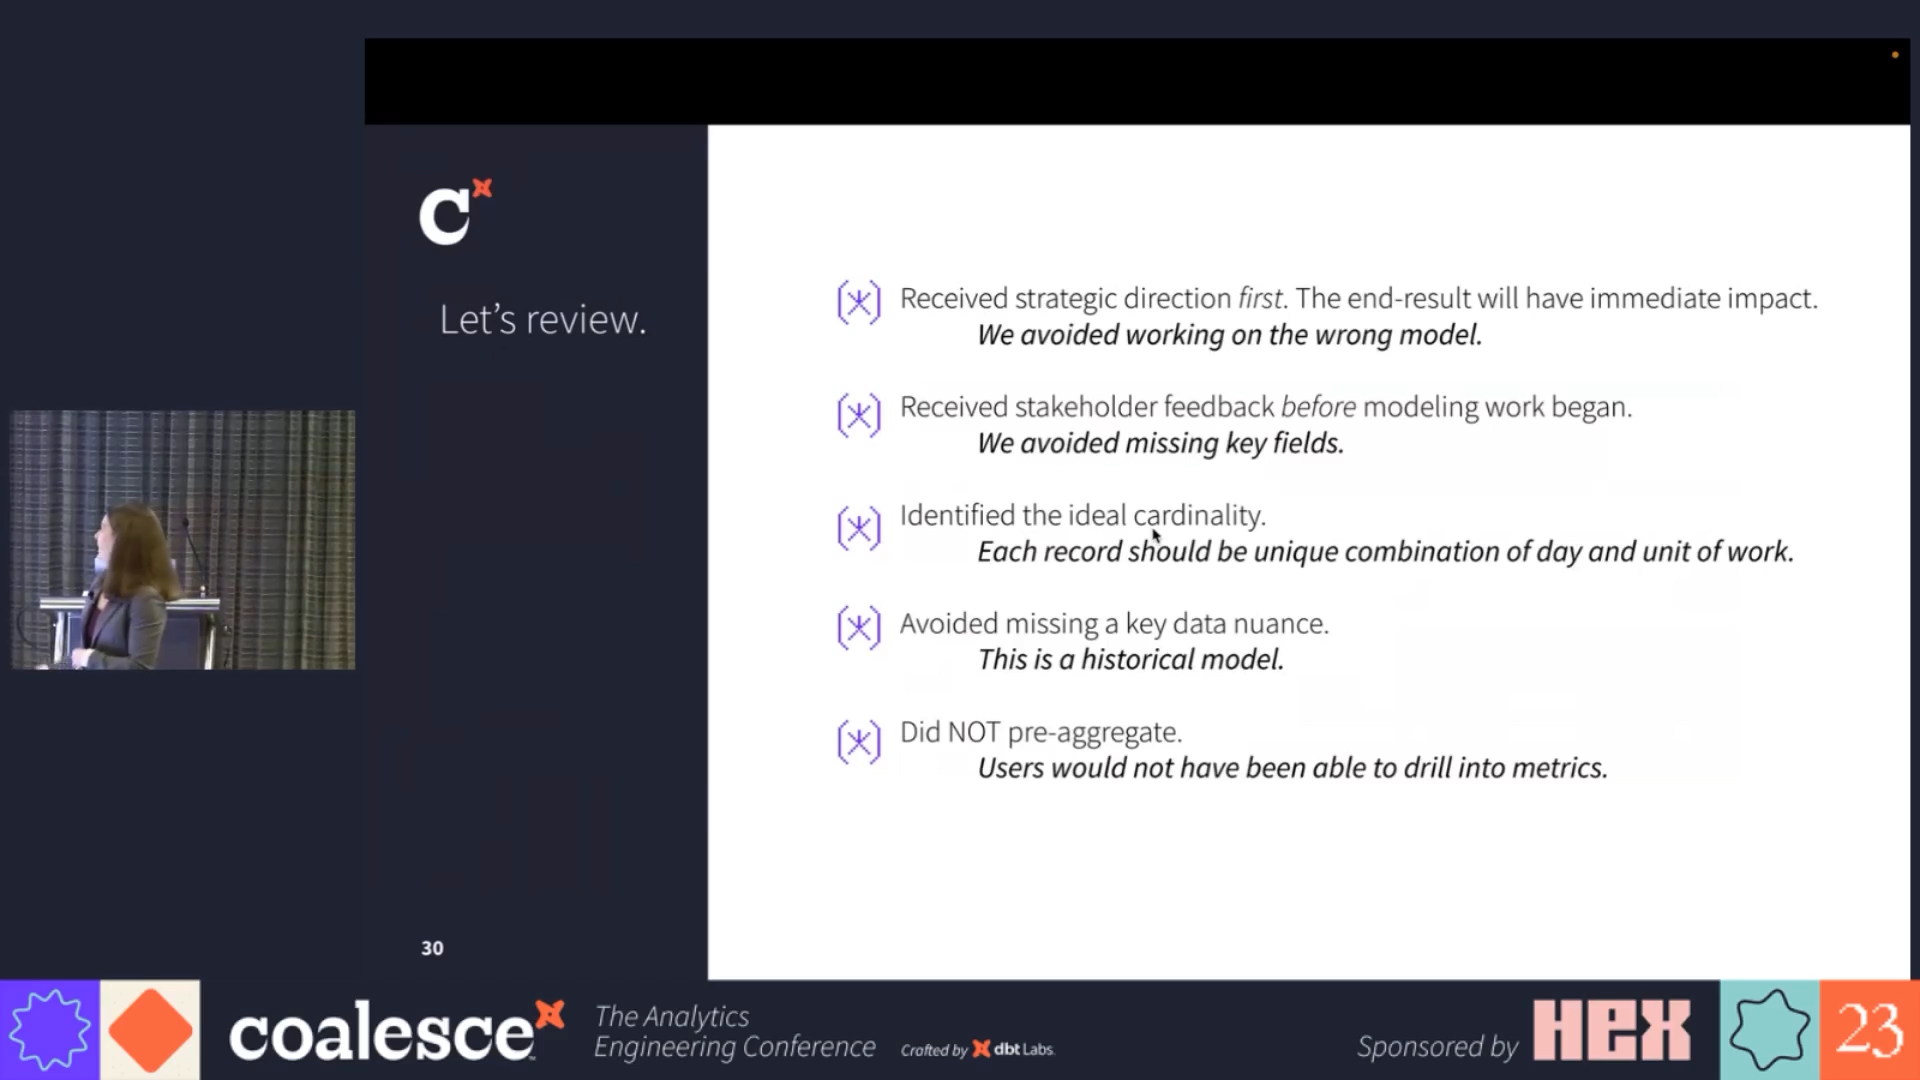 C
Let's review.
(*) Received strategic direction first. The end-result will have immediate impact.
We avoided working on the wrong model.
(*) Received stakeholder feedback before modeling work began.
We avoided missing key fields.
(*) Identified the ideal cardinality.
Each record should be unique combination of day and unit of work.
(*) Avoided missing a key data nuance.
This is a historical model.
(*) Did NOT pre-aggregate.
Users would not have been able to drill into metrics.
30
coalesce™
The Analytics
Engineering Conference
Crafted by dbt Labs
Sponsored by HEX
23